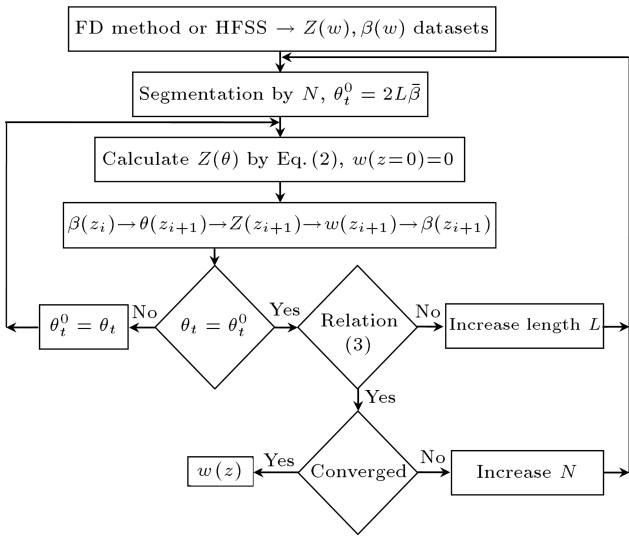 FD method or HFSS → Z(w), β(w) datasets
Segmentation by N, θ_t^0 = 2Lβ̄
Calculate Z(θ) by Eq. (2), w(z=0)=0
β(z_i)→θ(z_{i+1})→Z(z_{i+1})→w(z_{i+1})→β(z_{i+1})
θ_t^0 = θ_t
No
θ_t = θ_t^0
Yes
Relation
(3)
No
Increase length L
Yes
w(z)
Yes
Converged
No
Increase N